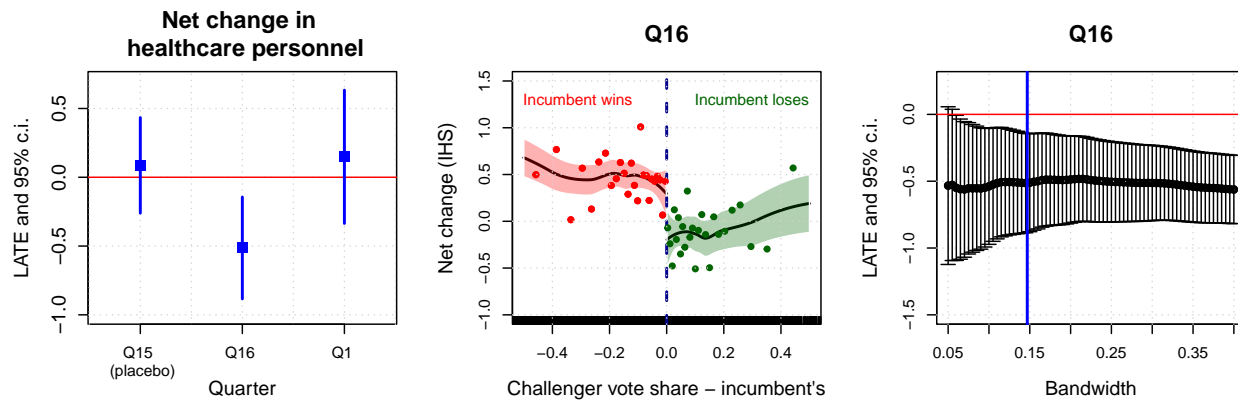 Net change in
healthcare personnel
LATE and 95% c.i.
0.5
0.0
−0.5
−1.0
Q15
(placebo)
Q16
Q1
Quarter
Q16
Net change (IHS)
1.5
1.0
0.5
0.0
−0.5
−1.0
Incumbent wins
Incumbent loses
−0.4
−0.2
0.0
0.2
0.4
Challenger vote share − incumbent's
Q16
LATE and 95% c.i.
0.0
−0.5
−1.0
−1.5
0.05
0.15
0.25
0.35
Bandwidth